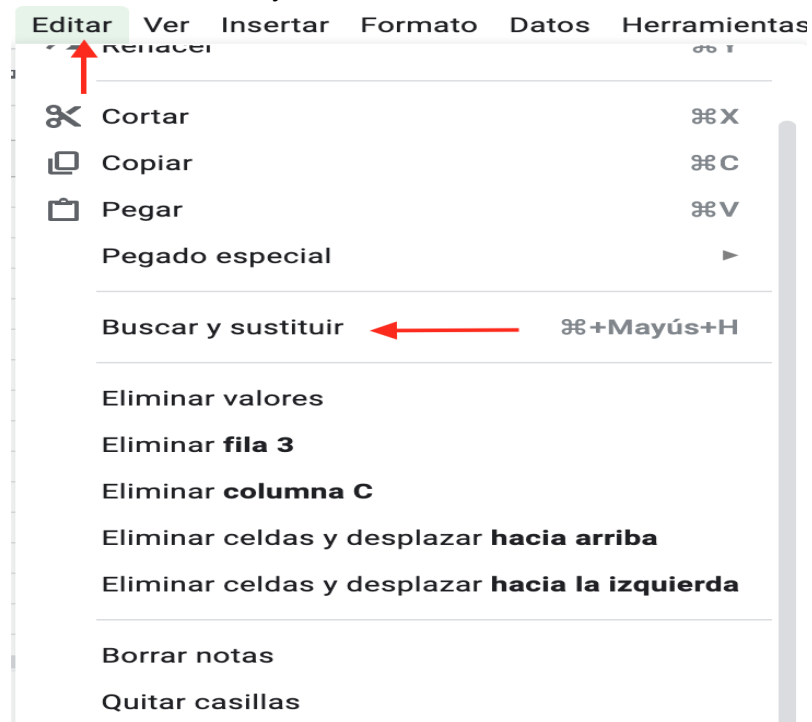 Editar Ver Insertar Formato Datos Herramientas
Rehacer ⌘Y
Cortar ⌘X
Copiar ⌘C
Pegar ⌘V
Pegado especial ►
Buscar y sustituir ⌘+Mayús+H
Eliminar valores
Eliminar fila 3
Eliminar columna C
Eliminar celdas y desplazar hacia arriba
Eliminar celdas y desplazar hacia la izquierda
Borrar notas
Quitar casillas